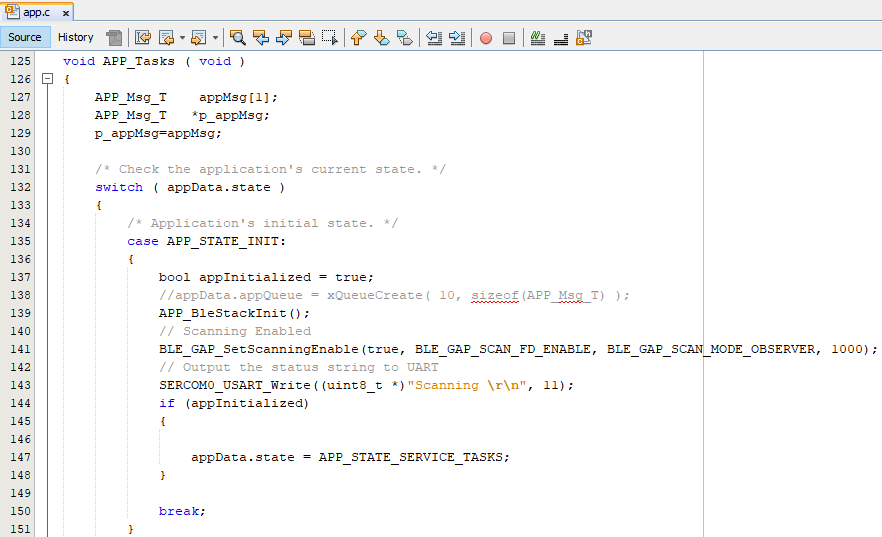 app.c x
Source History
125 void APP_Tasks ( void )
126 {
127 APP_Msg_T    appMsg[1];
128 APP_Msg_T   *p_appMsg;
129 p_appMsg=appMsg;
130
131 /* Check the application's current state. */
132 switch ( appData.state )
133 {
134 /* Application's initial state. */
135 case APP_STATE_INIT:
136 {
137 bool appInitialized = true;
138 //appData.appQueue = xQueueCreate( 10, sizeof(APP_Msg_T) );
139 APP_BleStackInit();
140 // Scanning Enabled
141 BLE_GAP_SetScanningEnable(true, BLE_GAP_SCAN_FD_ENABLE, BLE_GAP_SCAN_MODE_OBSERVER, 1000);
142 // Output the status string to UART
143 SERCOM0_USART_Write((uint8_t *)"Scanning \r\n", 11);
144 if (appInitialized)
145 {
146
147 appData.state = APP_STATE_SERVICE_TASKS;
148 }
149
150 break;
151 }